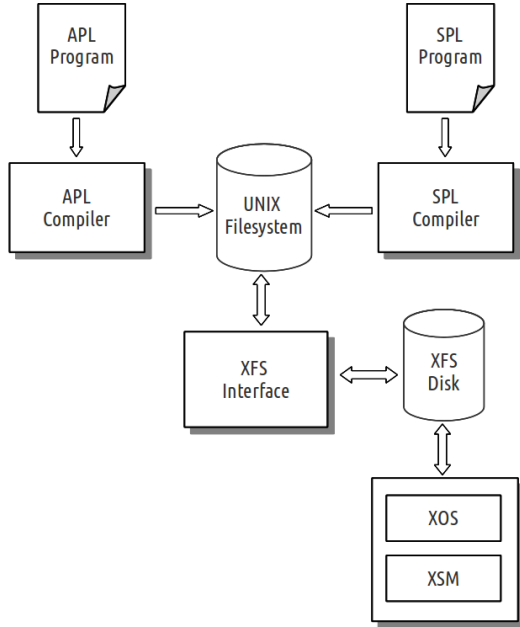 APL
Program
SPL
Program
APL
Compiler
UNIX
Filesystem
SPL
Compiler
XFS
Interface
XFS
Disk
XOS
XSM